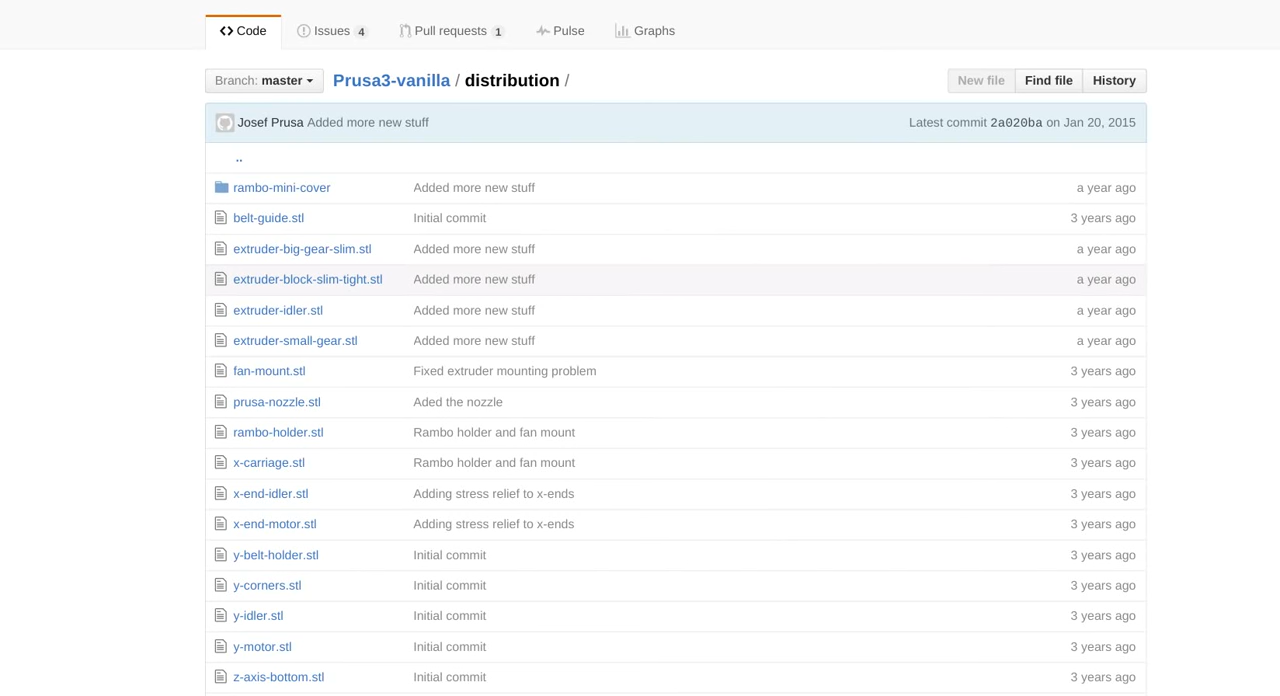 Code Issues 4 Pull requests 1 Pulse Graphs
Branch: master Prusa3-vanilla / distribution / New file Find file History
Josef Prusa Added more new stuff Latest commit 2a020ba on Jan 20, 2015
..
rambo-mini-cover Added more new stuff a year ago
belt-guide.stl Initial commit 3 years ago
extruder-big-gear-slim.stl Added more new stuff a year ago
extruder-block-slim-tight.stl Added more new stuff a year ago
extruder-idler.stl Added more new stuff a year ago
extruder-small-gear.stl Added more new stuff a year ago
fan-mount.stl Fixed extruder mounting problem 3 years ago
prusa-nozzle.stl Aded the nozzle 3 years ago
rambo-holder.stl Rambo holder and fan mount 3 years ago
x-carriage.stl Rambo holder and fan mount 3 years ago
x-end-idler.stl Adding stress relief to x-ends 3 years ago
x-end-motor.stl Adding stress relief to x-ends 3 years ago
y-belt-holder.stl Initial commit 3 years ago
y-corners.stl Initial commit 3 years ago
y-idler.stl Initial commit 3 years ago
y-motor.stl Initial commit 3 years ago
z-axis-bottom.stl Initial commit 3 years ago